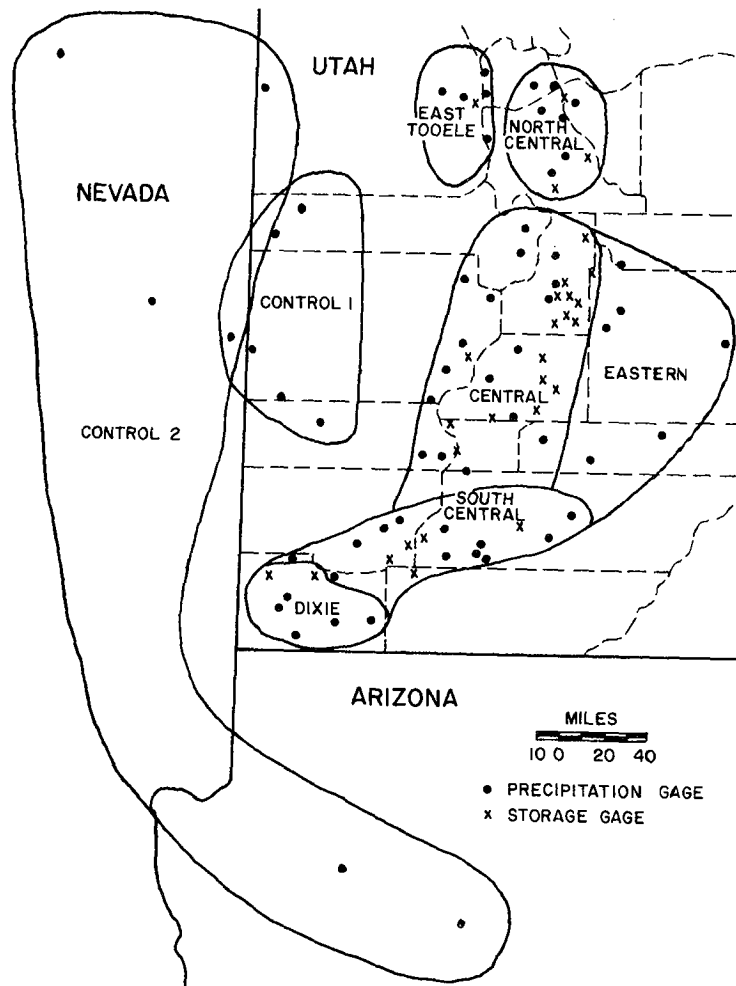 UTAH
EAST
TOOELE
NORTH
CENTRAL
NEVADA
CONTROL 1
EASTERN
CENTRAL
CONTROL 2
SOUTH
CENTRAL
DIXIE
ARIZONA
MILES
10 0 20 40
● PRECIPITATION GAGE
x STORAGE GAGE